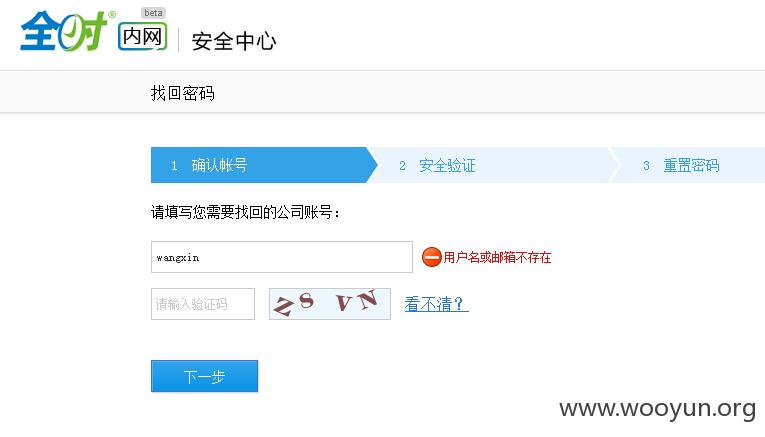 全时® 内网 beta 安全中心
找回密码
1 确认帐号 2 安全验证 3 重置密码
请填写您需要找回的公司账号：
wangxin 用户名或邮箱不存在
请输入验证码 ZS VN 看不清？
下一步
www.wooyun.org